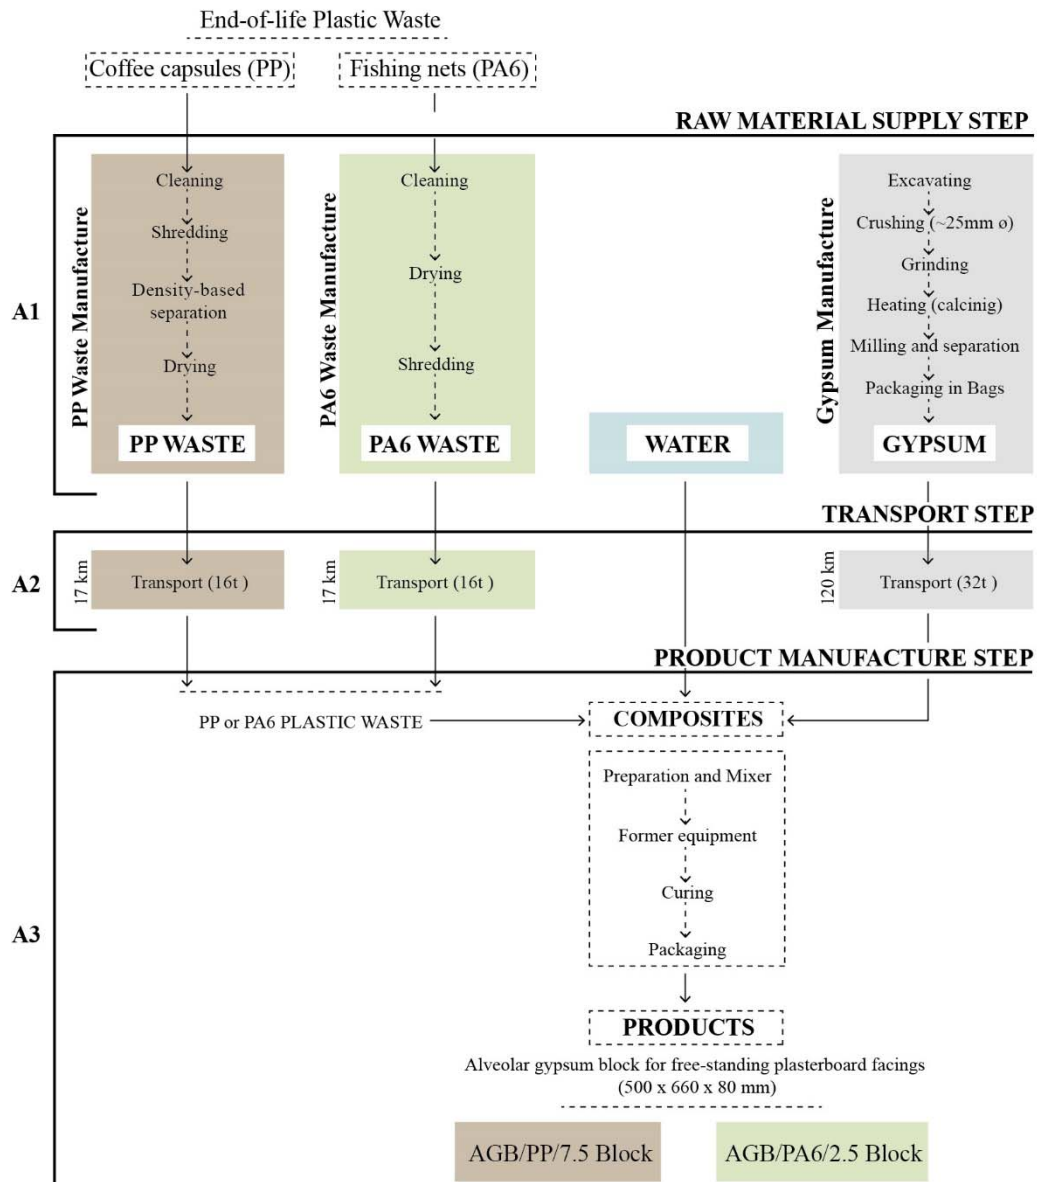 End-of-life Plastic Waste
Coffee capsules (PP)
Fishing nets (PA6)
RAW MATERIAL SUPPLY STEP
A1
PP Waste Manufacture
Cleaning
Shredding
Density-based
separation
Drying
PP WASTE
PA6 Waste Manufacture
Cleaning
Drying
Shredding
PA6 WASTE
WATER
Gypsum Manufacture
Excavating
Crushing (~25mm ø)
Grinding
Heating (calcinig)
Milling and separation
Packaging in Bags
GYPSUM
TRANSPORT STEP
A2
17 km
Transport (16t )
17 km
Transport (16t )
120 km
Transport (32t )
PRODUCT MANUFACTURE STEP
A3
PP or PA6 PLASTIC WASTE
COMPOSITES
Preparation and Mixer
Former equipment
Curing
Packaging
PRODUCTS
Alveolar gypsum block for free-standing plasterboard facings
(500 x 660 x 80 mm)
AGB/PP/7.5 Block
AGB/PA6/2.5 Block